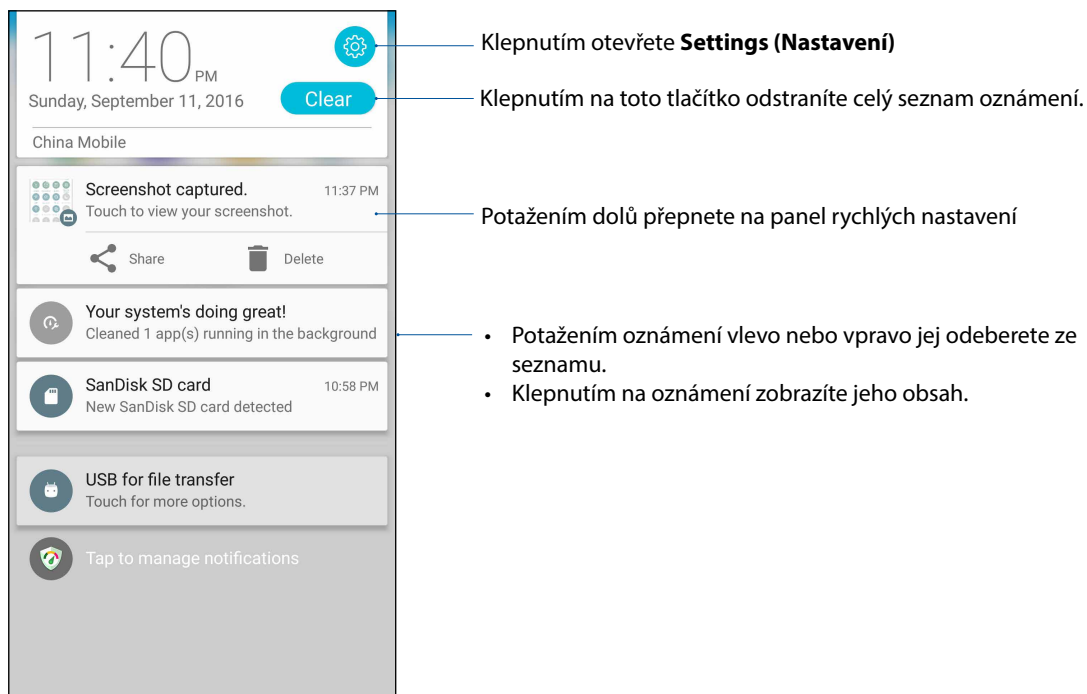 11:40 PM
Sunday, September 11, 2016
Clear
China Mobile
Screenshot captured. 11:37 PM
Touch to view your screenshot.
Share Delete
Your system's doing great!
Cleaned 1 app(s) running in the background
SanDisk SD card 10:58 PM
New SanDisk SD card detected
USB for file transfer
Touch for more options.
Tap to manage notifications
Klepnutím otevřete Settings (Nastavení)
Klepnutím na toto tlačítko odstraníte celý seznam oznámení.
Potažením dolů přepnete na panel rychlých nastavení
• Potažením oznámení vlevo nebo vpravo jej odeberete ze
seznamu.
• Klepnutím na oznámení zobrazíte jeho obsah.